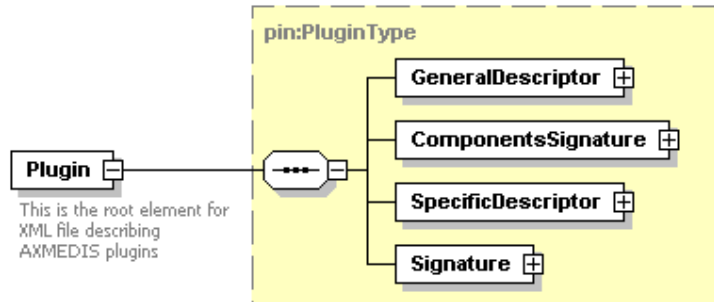 pin:PluginType
GeneralDescriptor
ComponentsSignature
Plugin
SpecificDescriptor
This is the root element for
XML file describing
AXMEDIS plugins
Signature